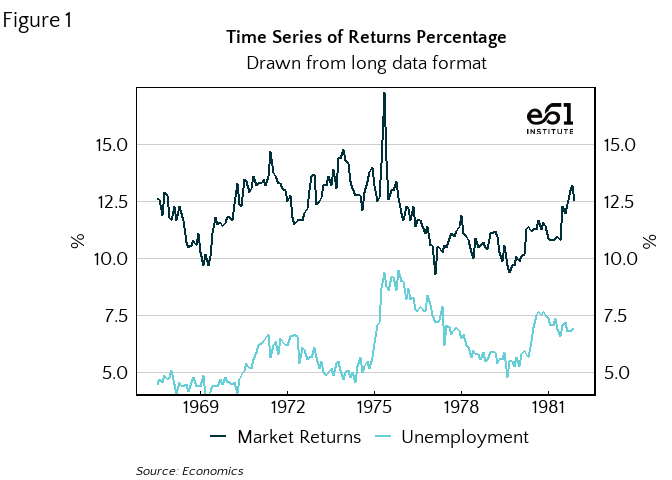 Figure 1
Time Series of Returns Percentage
Drawn from long data format
e61
INSTITUTE
15.0 15.0
12.5 12.5
% %
10.0 10.0
7.5 7.5
5.0 5.0
1969 1972 1975 1978 1981
Market Returns Unemployment
Source: Economics